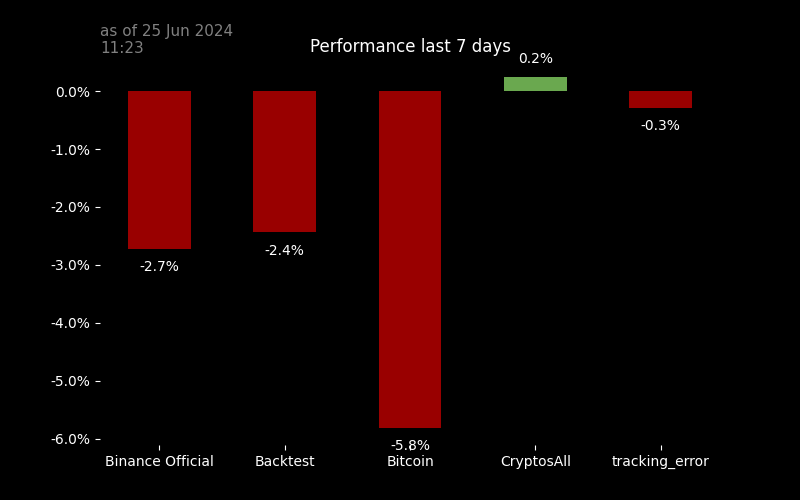 as of 25 Jun 2024
11:23
Performance last 7 days
0.2%
0.0%
-1.0%
-2.0%
-3.0%
-4.0%
-5.0%
-6.0%
-2.7%
-2.4%
-5.8%
-0.3%
Binance Official
Backtest
Bitcoin
CryptosAll
tracking_error